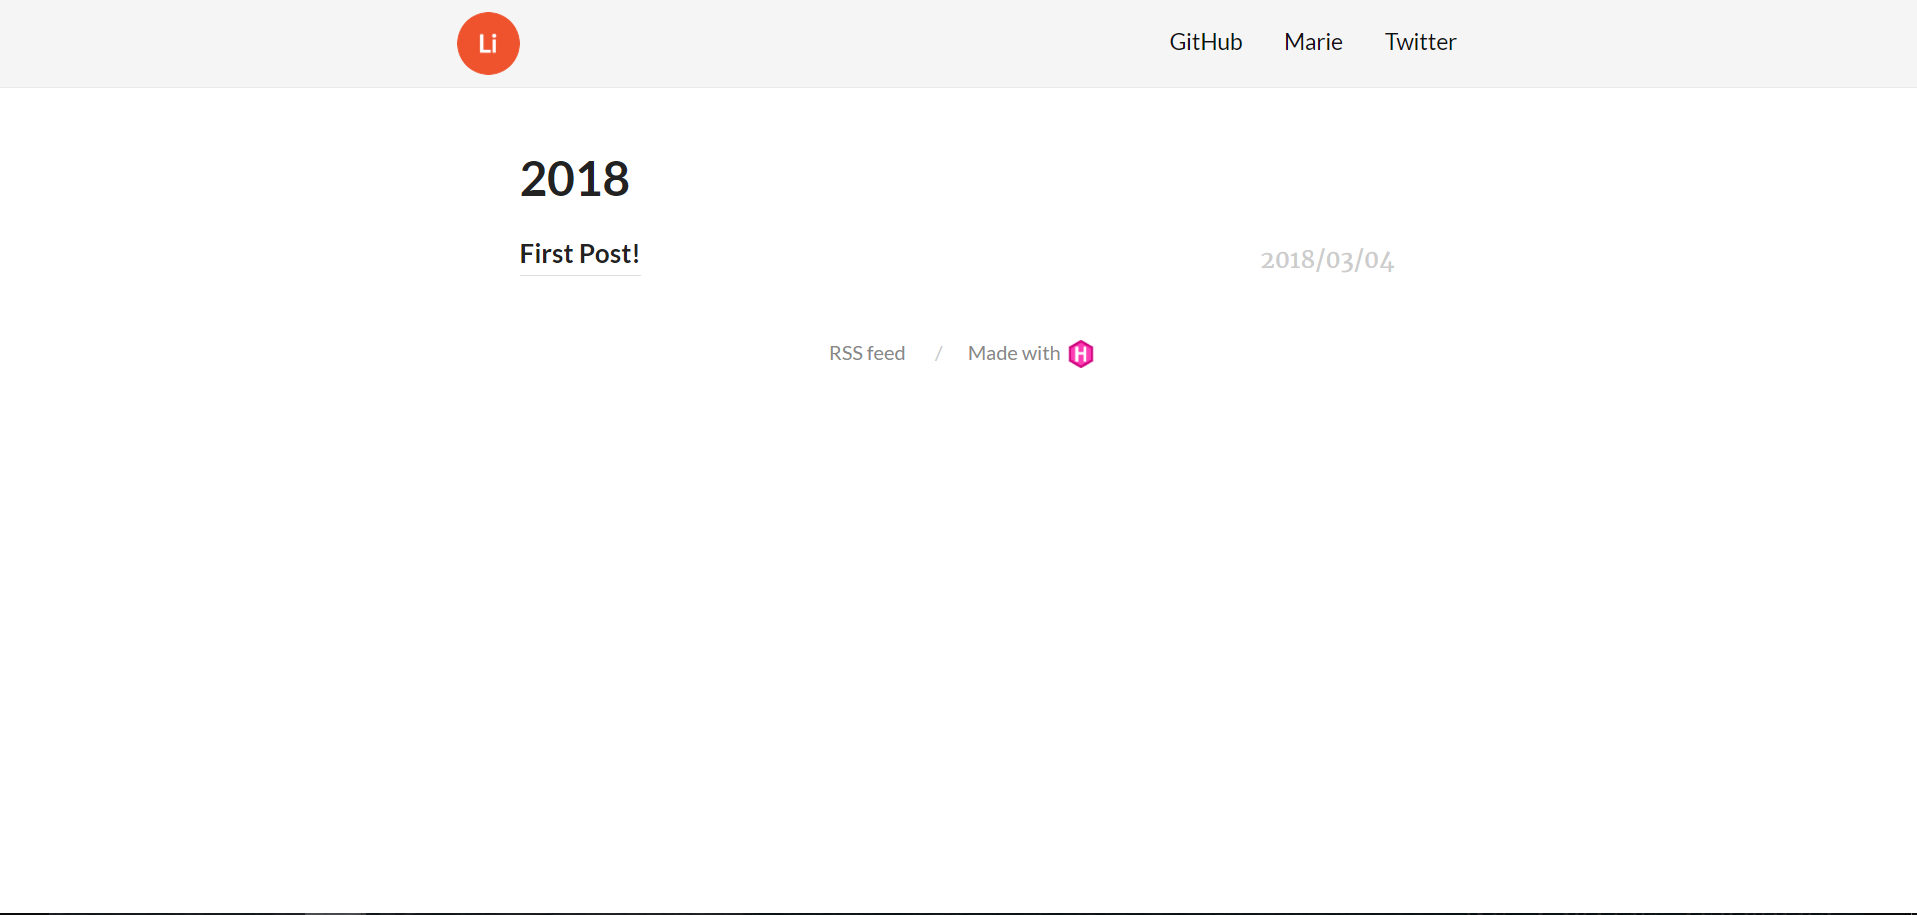 Li
GitHub Marie Twitter
2018
First Post! 2018/03/04
RSS feed / Made with H